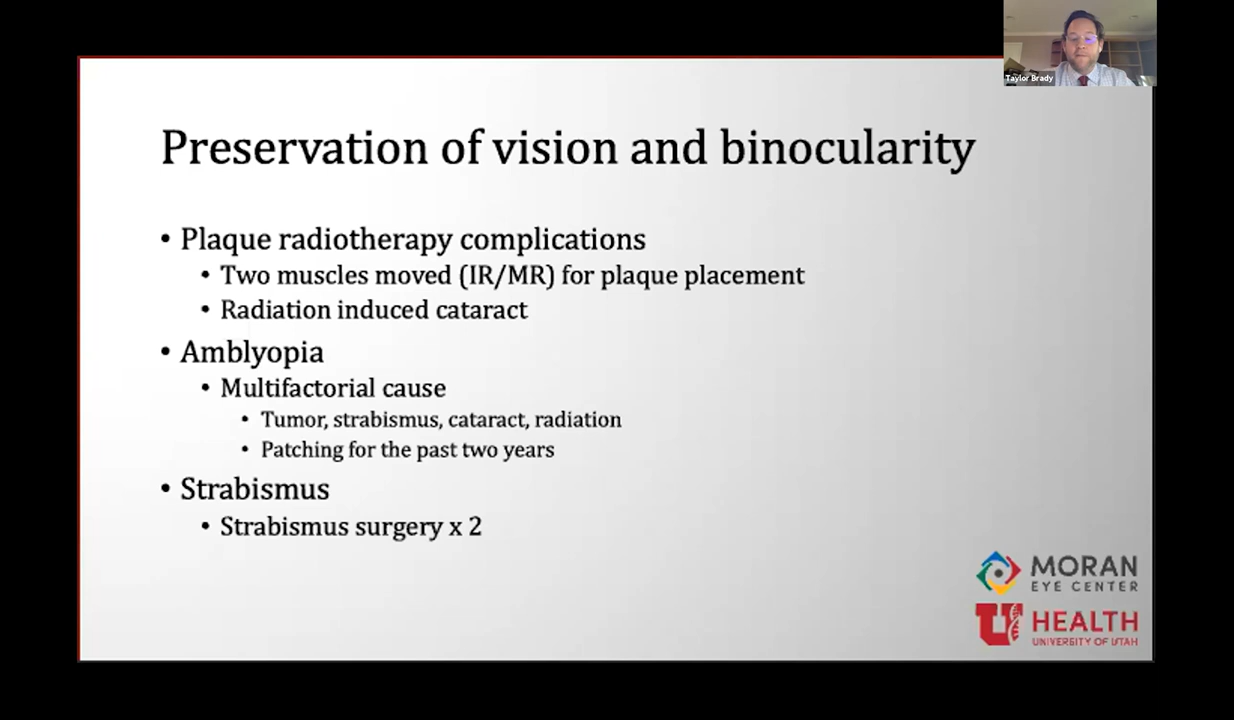 Taylor Brady
Preservation of vision and binocularity
• Plaque radiotherapy complications
• Two muscles moved (IR/MR) for plaque placement
• Radiation induced cataract
• Amblyopia
• Multifactorial cause
• Tumor, strabismus, cataract, radiation
• Patching for the past two years
• Strabismus
• Strabismus surgery x 2
MORAN
EYE CENTER
U HEALTH
UNIVERSITY OF UTAH